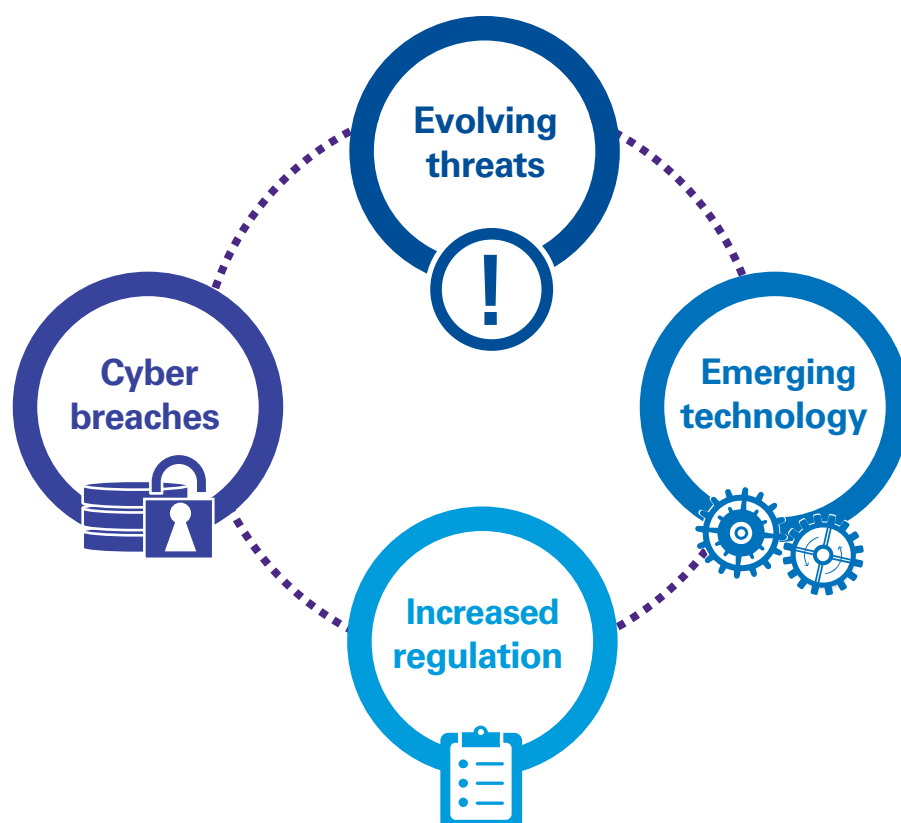 Evolving
threats
Cyber
breaches
Emerging
technology
Increased
regulation